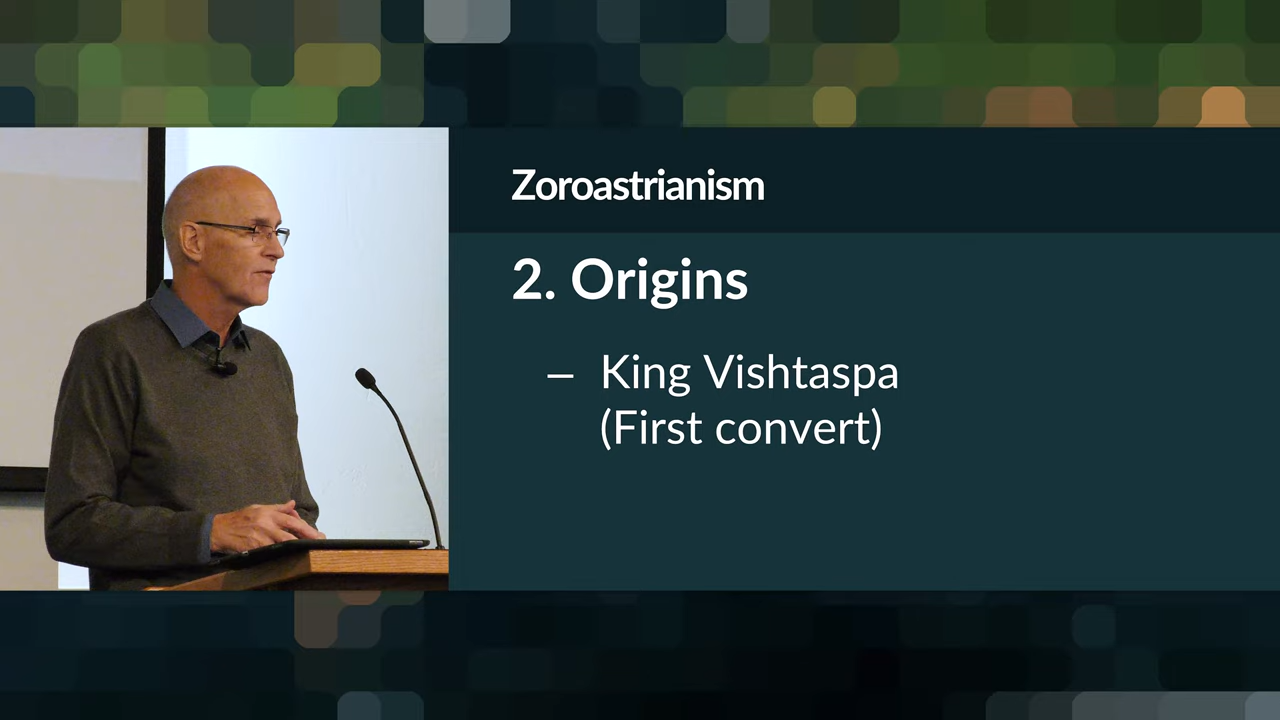 Zoroastrianism
2. Origins
– King Vishtaspa
(First convert)